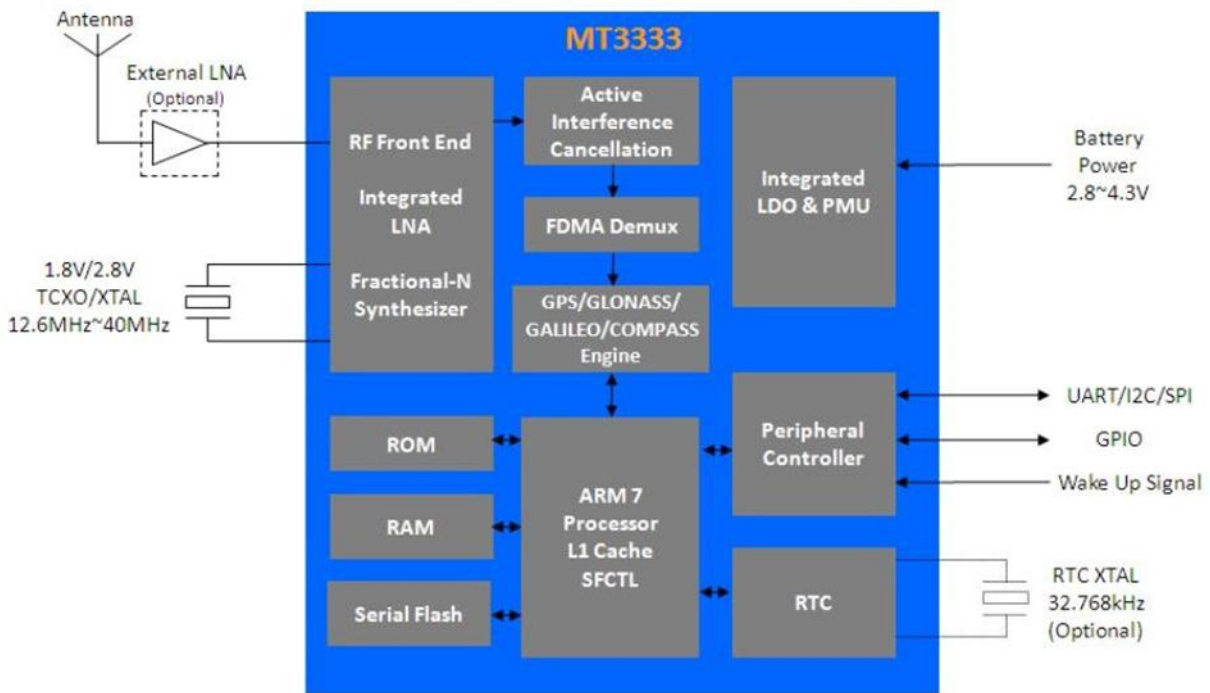 Antenna
External LNA
(Optional)
1.8V/2.8V
TCXO/XTAL
12.6MHz~40MHz
MT3333
RF Front End
Integrated
LNA
Fractional-N
Synthesizer
Active
Interference
Cancellation
FDMA Demux
GPS/GLONASS/
GALILEO/COMPASS
Engine
Integrated
LDO & PMU
Battery
Power
2.8~4.3V
ROM
RAM
Serial Flash
ARM 7
Processor
L1 Cache
SFCTL
Peripheral
Controller
RTC
UART/I2C/SPI
GPIO
Wake Up Signal
RTC XTAL
32.768kHz
(Optional)